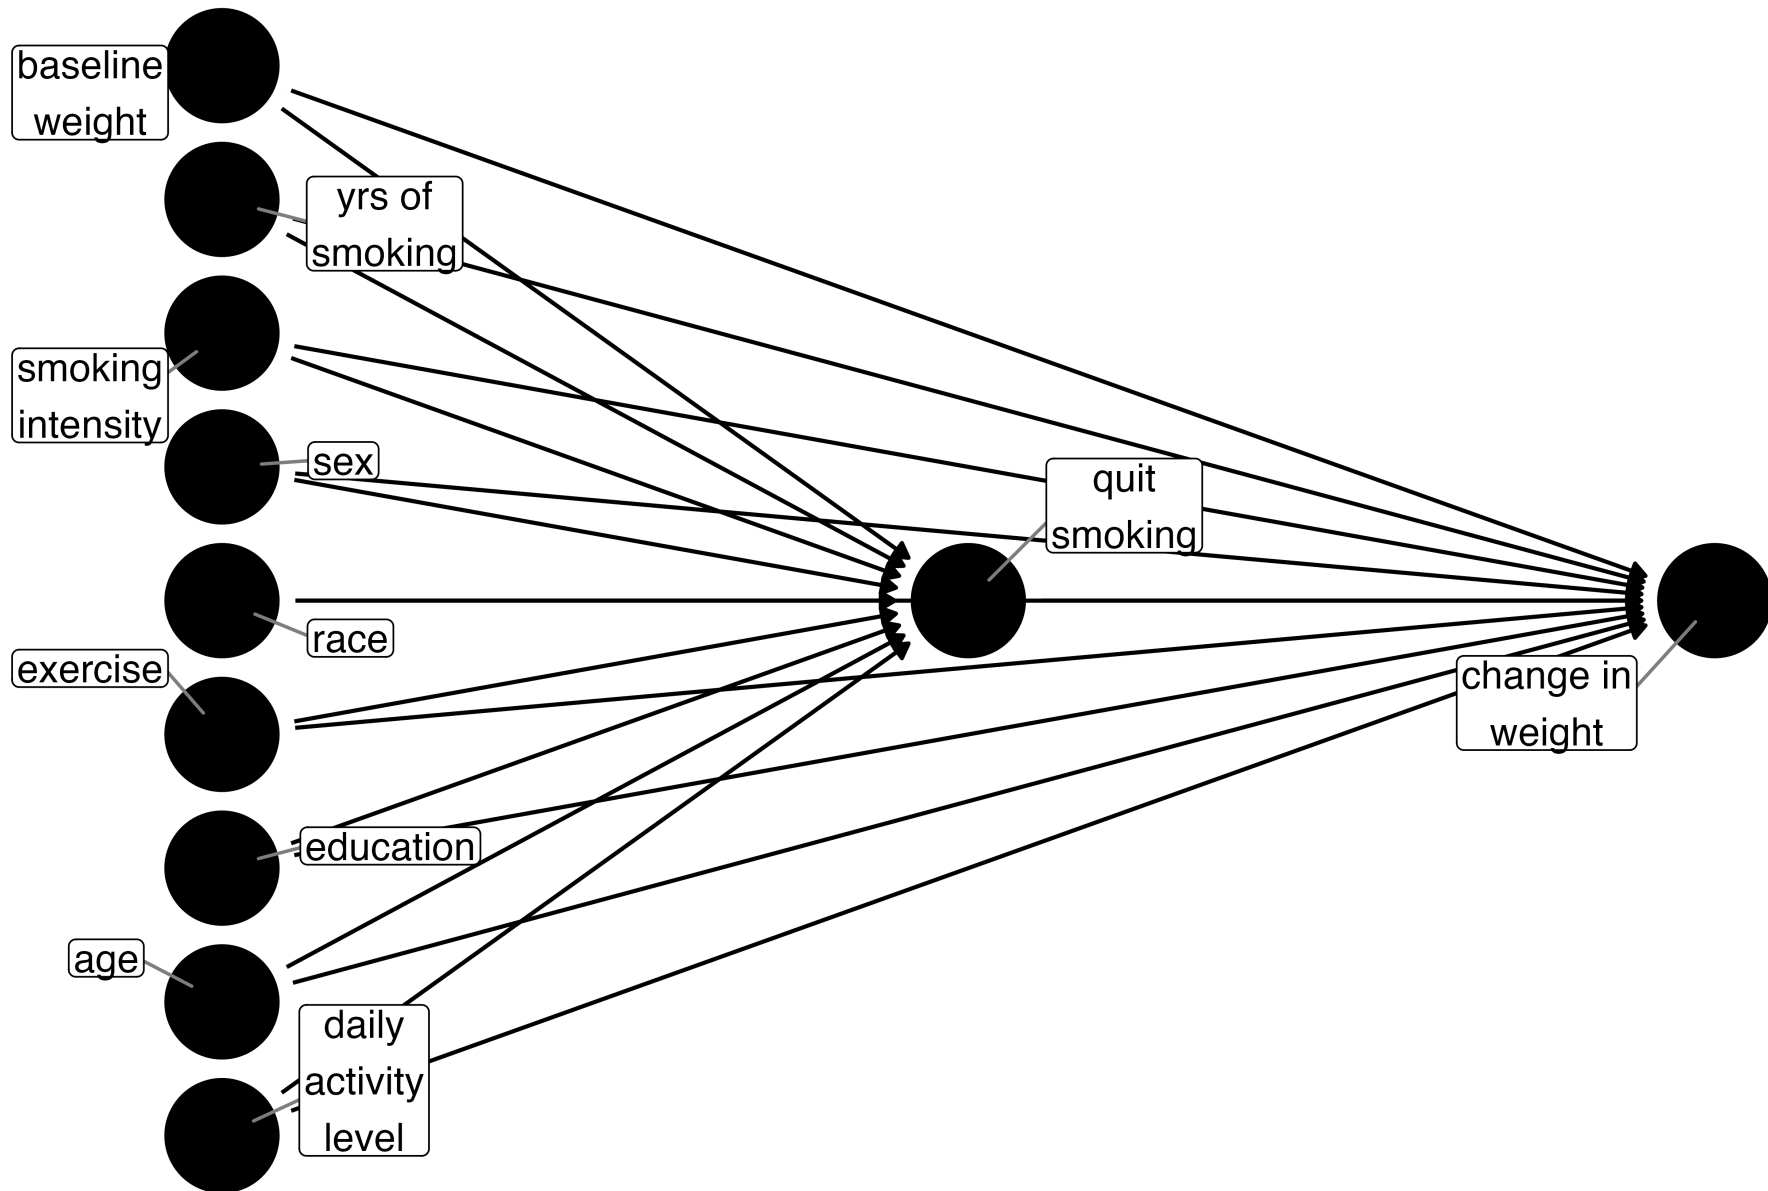 baseline
weight
yrs of
smoking
smoking
intensity
sex
quit
smoking
race
exercise
change in
weight
education
age
daily
activity
level